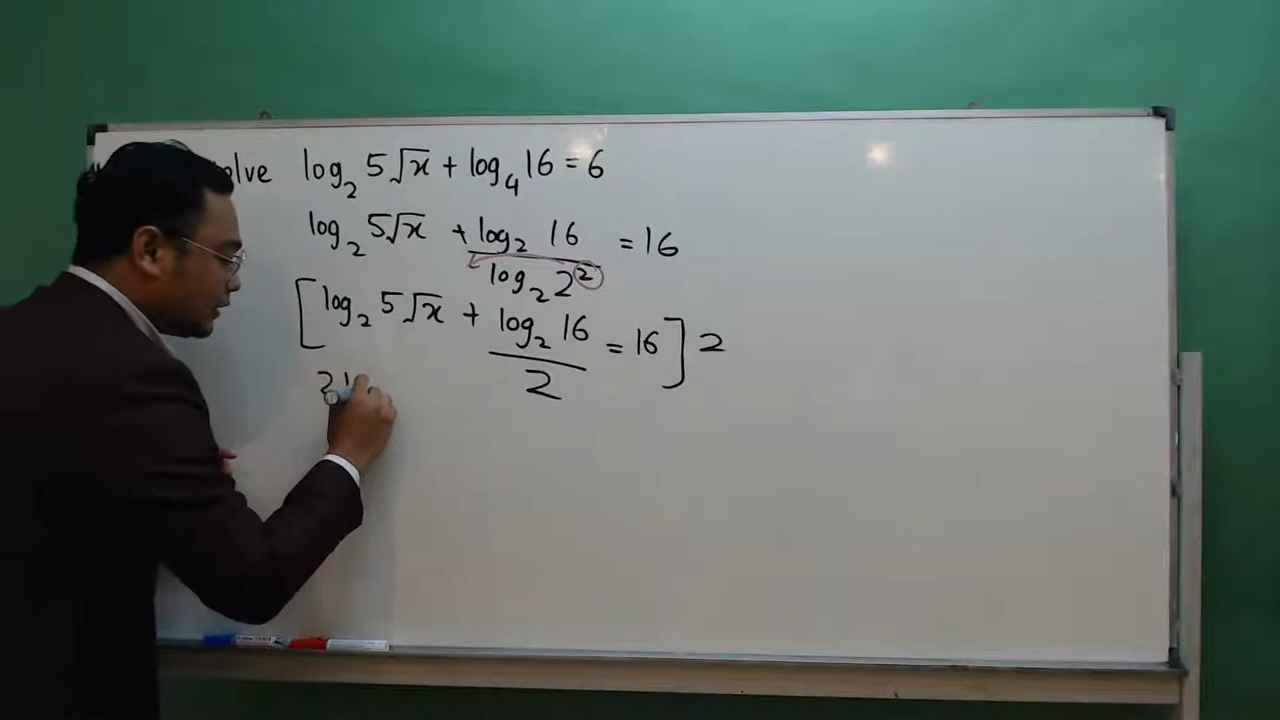 log₂ 5√x + log₄ 16 = 6
log₂ 5√x + log₂ 16 / log₂ 2² = 16
[log₂ 5√x + log₂ 16 / 2 = 16] 2
2